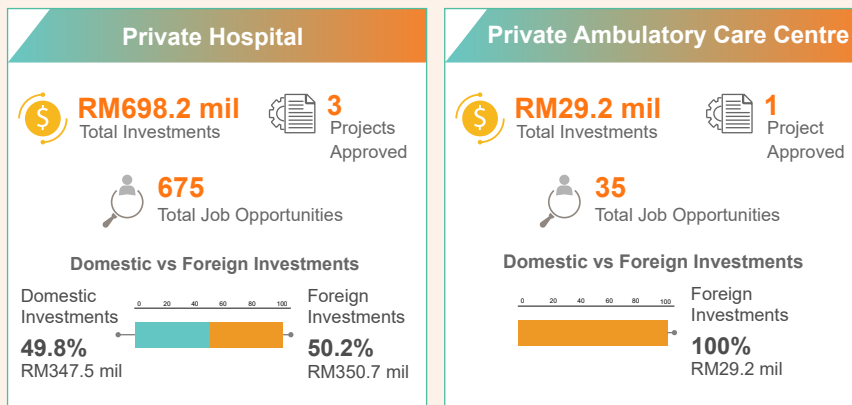 Private Hospital
RM698.2 mil
Total Investments
3
Projects
Approved
675
Total Job Opportunities
Domestic vs Foreign Investments
Domestic
Investments
49.8%
RM347.5 mil
0 20 40 60 80 100
Foreign
Investments
50.2%
RM350.7 mil
Private Ambulatory Care Centre
RM29.2 mil
Total Investments
1
Project
Approved
35
Total Job Opportunities
Domestic vs Foreign Investments
0 20 40 60 80 100
Foreign
Investments
100%
RM29.2 mil